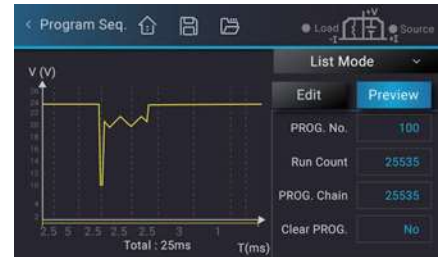 < Program Seq.
Load
+V
-I
-I
Source
List Mode
V (V)
Edit
Preview
PROG. No.
100
Run Count
25535
PROG. Chain
25535
Clear PROG.
No
2.5 5 2.5 2.5 2.5 3 1
Total : 25ms
T(ms)